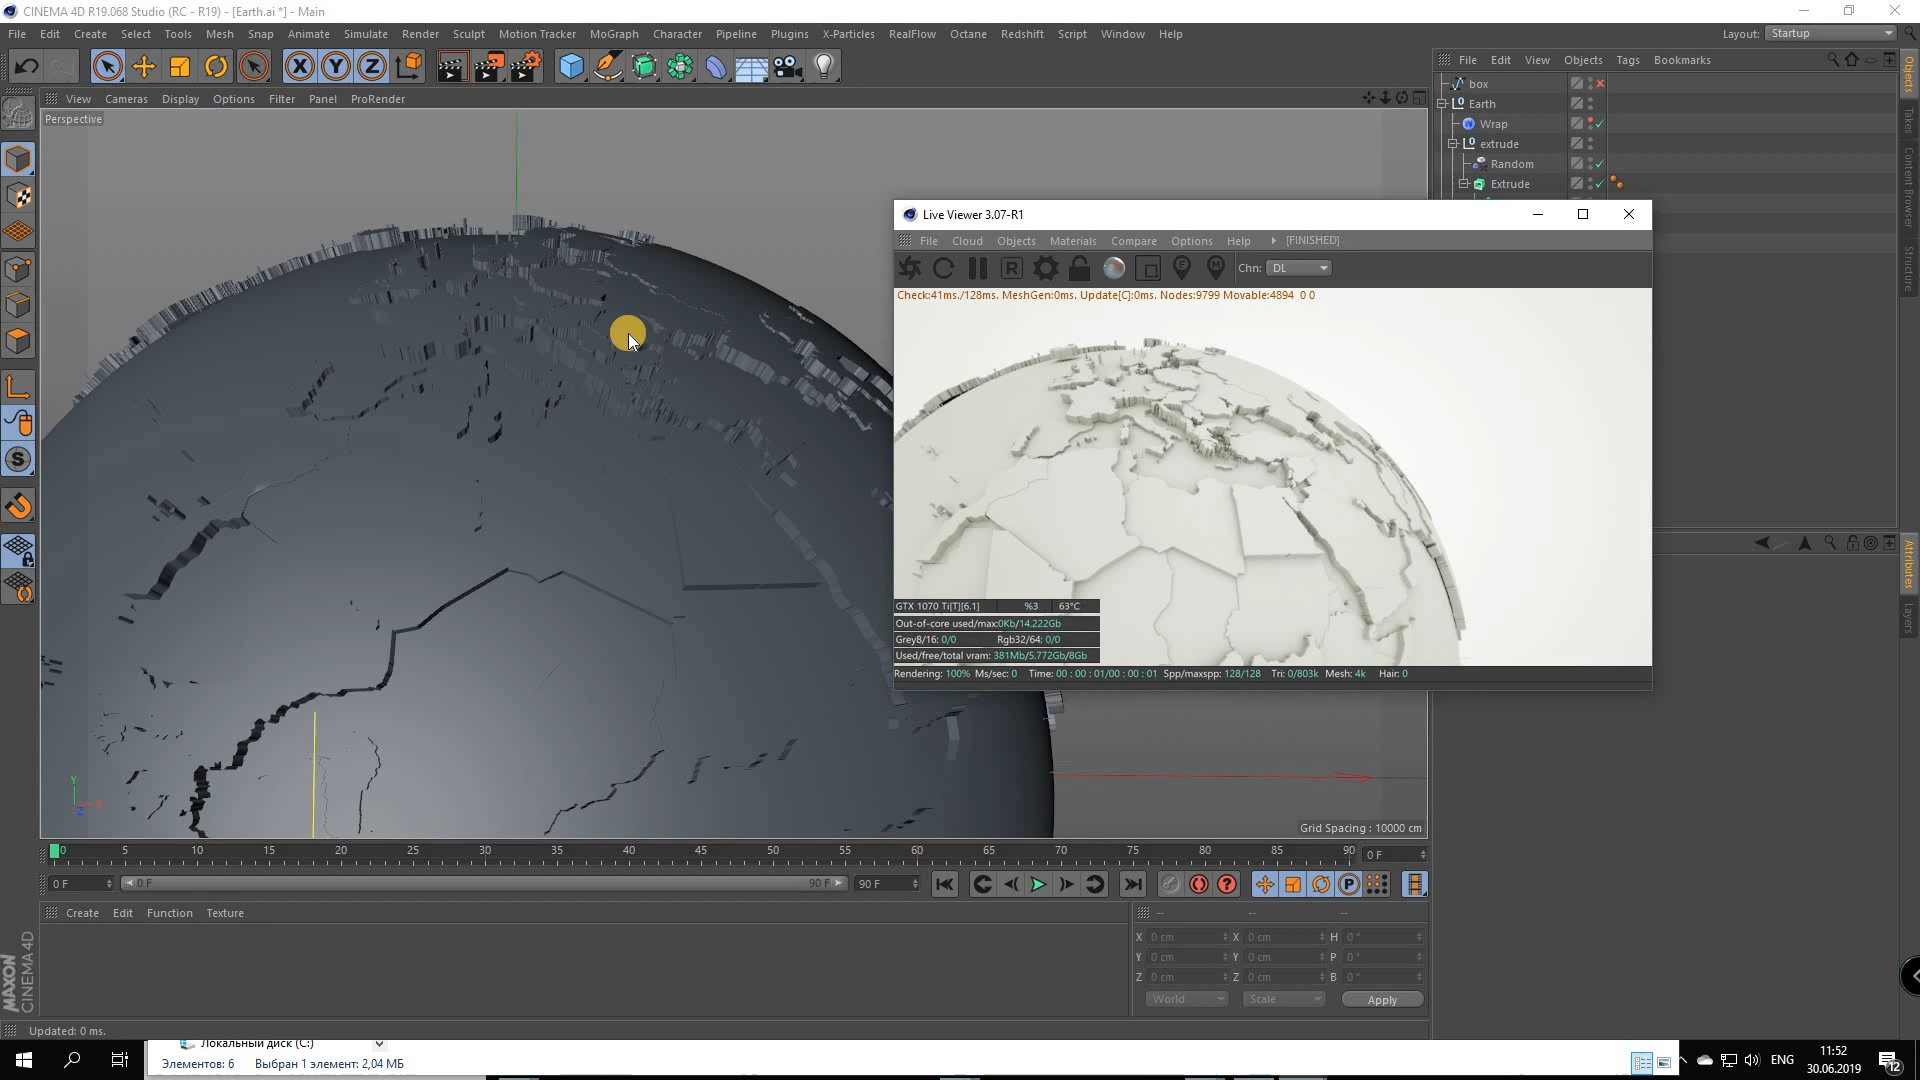 CINEMA 4D R19.068 Studio (RC - R19) - [Earth.ai *] - Main
File Edit Create Select Tools Mesh Snap Animate Simulate Render Sculpt Motion Tracker MoGraph Character Pipeline Plugins X-Particles RealFlow Octane Redshift Script Window Help
Layout: Startup
X Y Z
View Cameras Display Options Filter Panel ProRender
Perspective
File Edit View Objects Tags Bookmarks
box
Earth
Wrap
extrude
Random
Extrude
Objects
Takes
Content Browser
Structure
Attributes
Layers
Live Viewer 3.07-R1
File Cloud Objects Materials Compare Options Help [FINISHED]
R
Chn: DL
Check:41ms./128ms. MeshGen:0ms. Update[C]:0ms. Nodes:9799 Movable:4894 0 0
GTX 1070 Ti[T][6.1] %3 63°C
Out-of-core used/max:0Kb/14.222Gb
Grey8/16: 0/0 Rgb32/64: 0/0
Used/free/total vram: 381Mb/5.772Gb/8Gb
Rendering: 100% Ms/sec: 0 Time: 00 : 00 : 01/00 : 00 : 01 Spp/maxspp: 128/128 Tri: 0/803k Mesh: 4k Hair: 0
S
Y
X
Z
Grid Spacing : 10000 cm
0 5 10 15 20 25 30 35 40 45 50 55 60 65 70 75 80 85 90
0 F
0 F
0 F
90 F
90 F
P
Create Edit Function Texture
-- -- --
X 0 cm X 0 cm H 0 °
Y 0 cm Y 0 cm P 0 °
Z 0 cm Z 0 cm B 0 °
World Scale Apply
MAXON
CINEMA 4D
Updated: 0 ms.
Локальный диск (C:)
Элементов: 6 Выбран 1 элемент: 2,04 МБ
ENG
11:52
30.06.2019
12